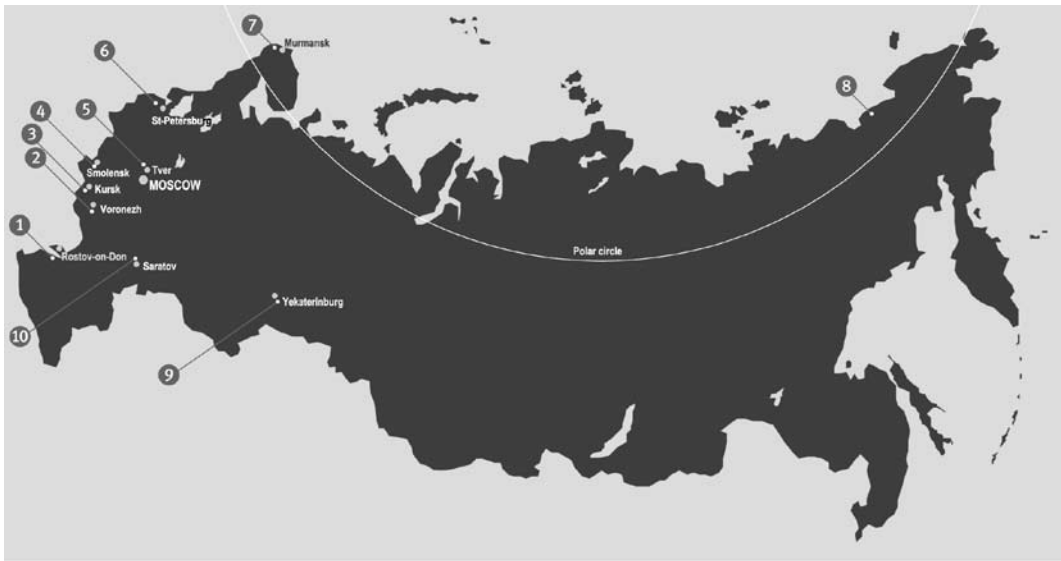 7
Murmansk
6
8
5
St-Petersburg
4
3
Smolensk
Tver
2
Kursk
MOSCOW
Voronezh
1
Rostov-on-Don
Polar circle
Saratov
Yekaterinburg
10
9